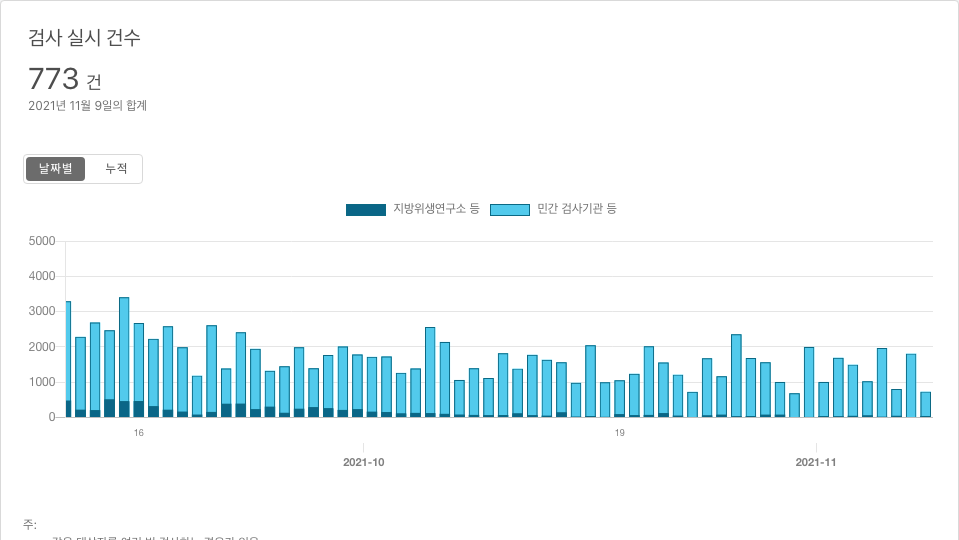 검사 실시 건수
773 건
2021년 11월 9일의 합계
날짜별 누적
지방위생연구소 등 민간 검사기관 등
5000
4000
3000
2000
1000
0
16 19
2021-10 2021-11
주: